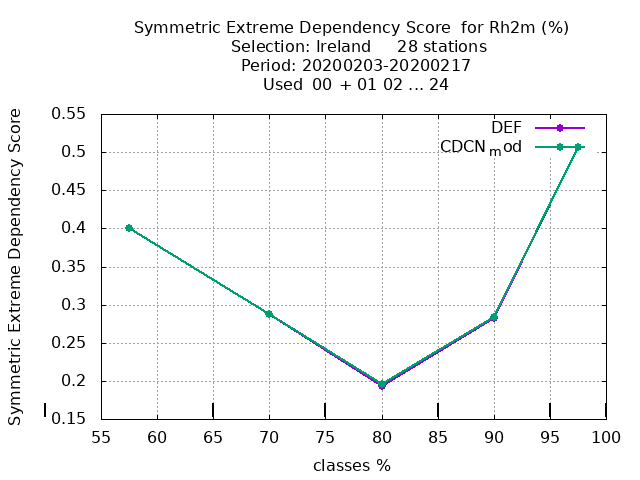 Symmetric Extreme Dependency Score for Rh2m (%)
Selection: Ireland 28 stations
Period: 20200203-20200217
Used 00 + 01 02 ... 24
Symmetric Extreme Dependency Score
0.55
0.5
0.45
0.4
0.35
0.3
0.25
0.2
0.15
DEF
CDCNmod
55 60 65 70 75 80 85 90 95 100
classes %